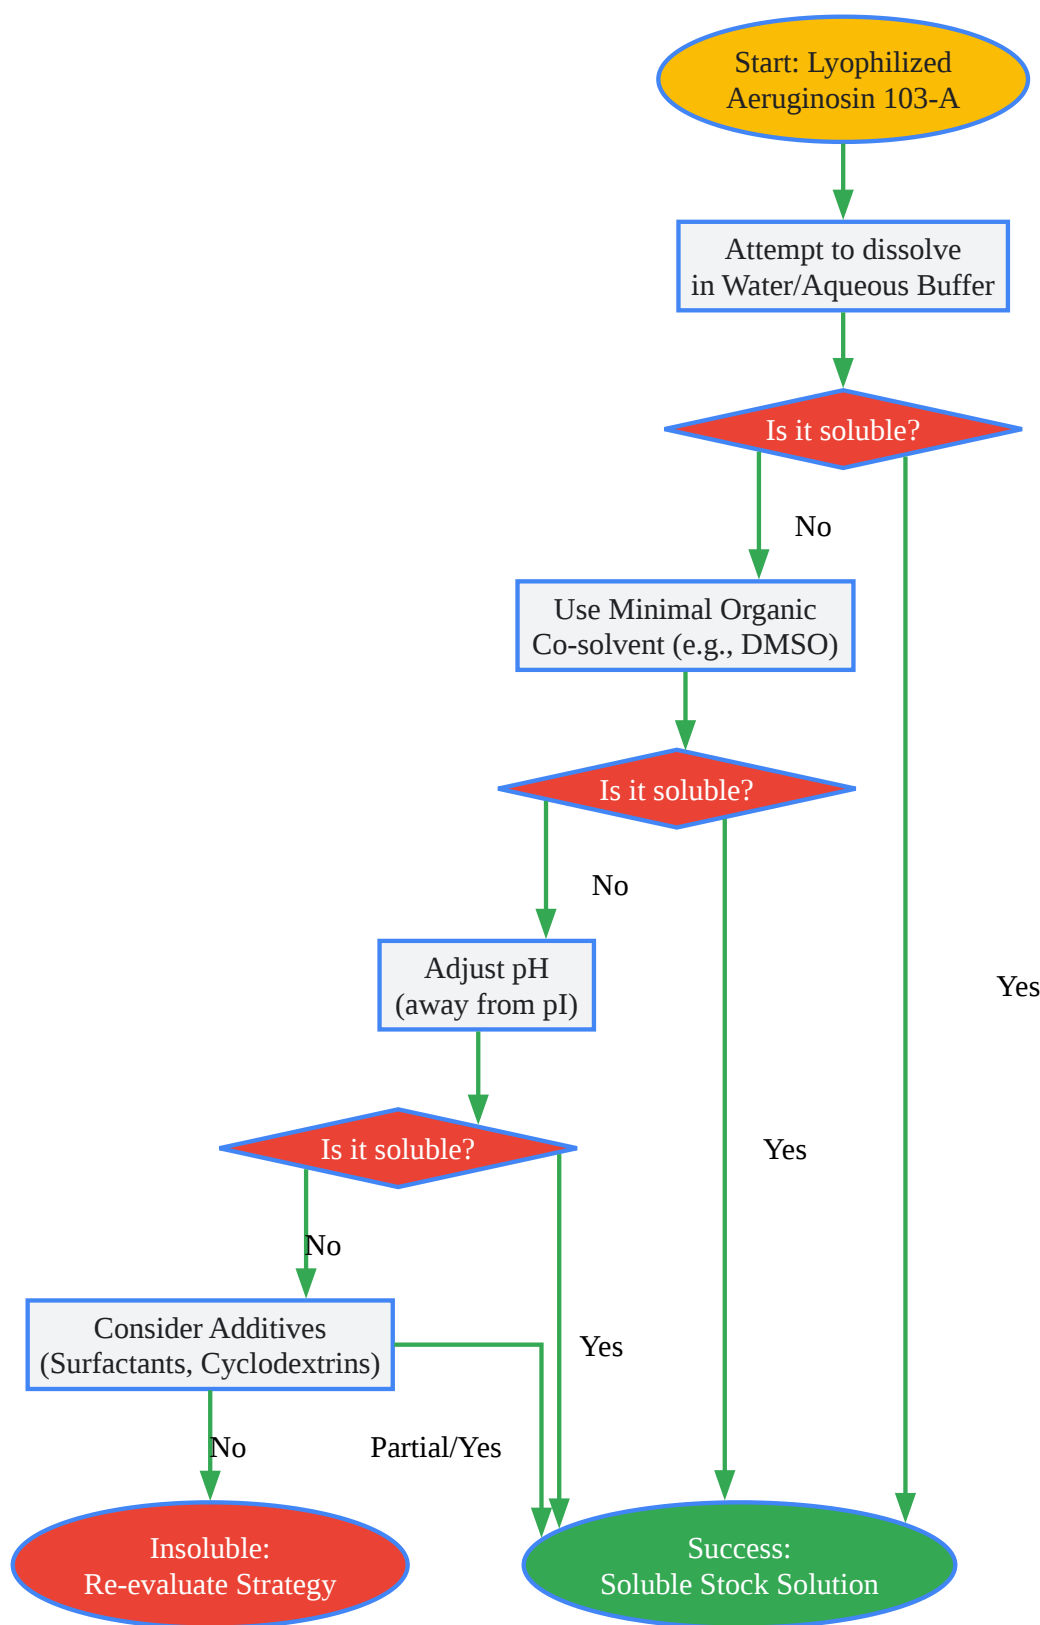 Start: Lyophilized
Aeruginosin 103-A
Attempt to dissolve
in Water/Aqueous Buffer
Is it soluble?
No
Use Minimal Organic
Co-solvent (e.g., DMSO)
Is it soluble?
No
Adjust pH
(away from pI)
Yes
Is it soluble?
Yes
No
Consider Additives
(Surfactants, Cyclodextrins)
Yes
No
Partial/Yes
Insoluble:
Re-evaluate Strategy
Success:
Soluble Stock Solution